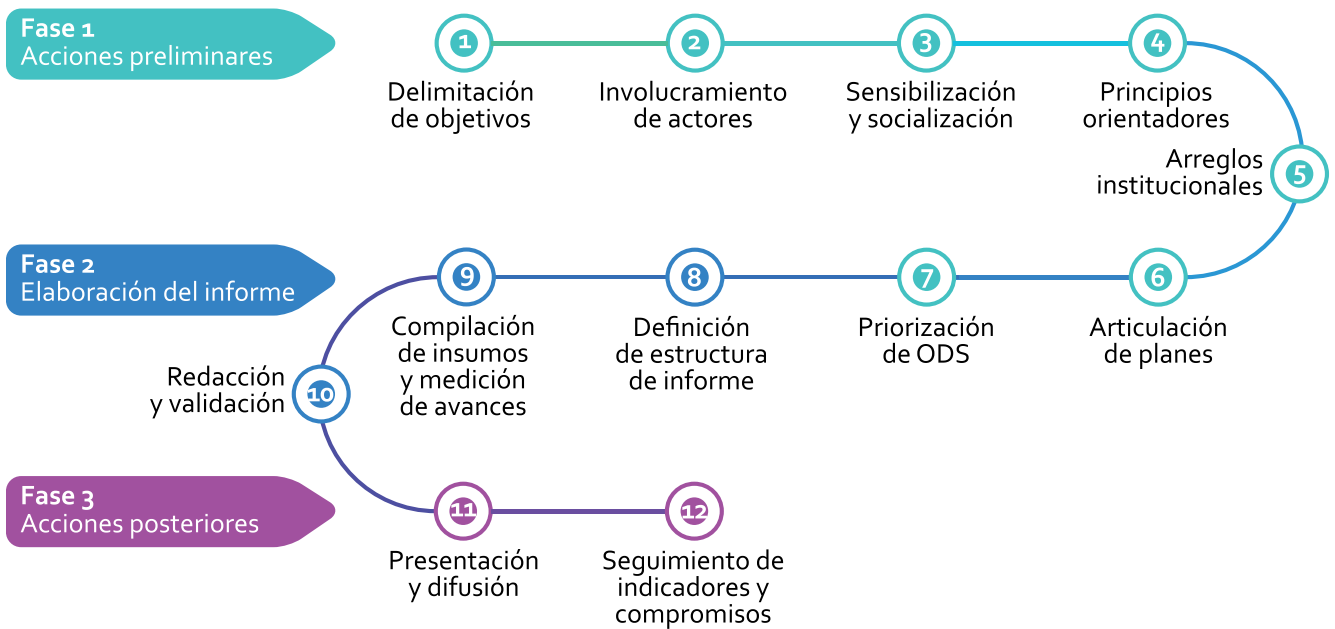 Fase 1
Acciones preliminares
1
Delimitación
de objetivos
2
Involucramiento
de actores
3
Sensibilización
y socialización
4
Principios
orientadores
Arreglos
institucionales
5
Fase 2
Elaboración del informe
6
Articulación
de planes
7
Priorización
de ODS
8
Definición
de estructura
de informe
9
Compilación
de insumos
y medición
de avances
Redacción
y validación
10
Fase 3
Acciones posteriores
11
Presentación
y difusión
12
Seguimiento de
indicadores y
compromisos